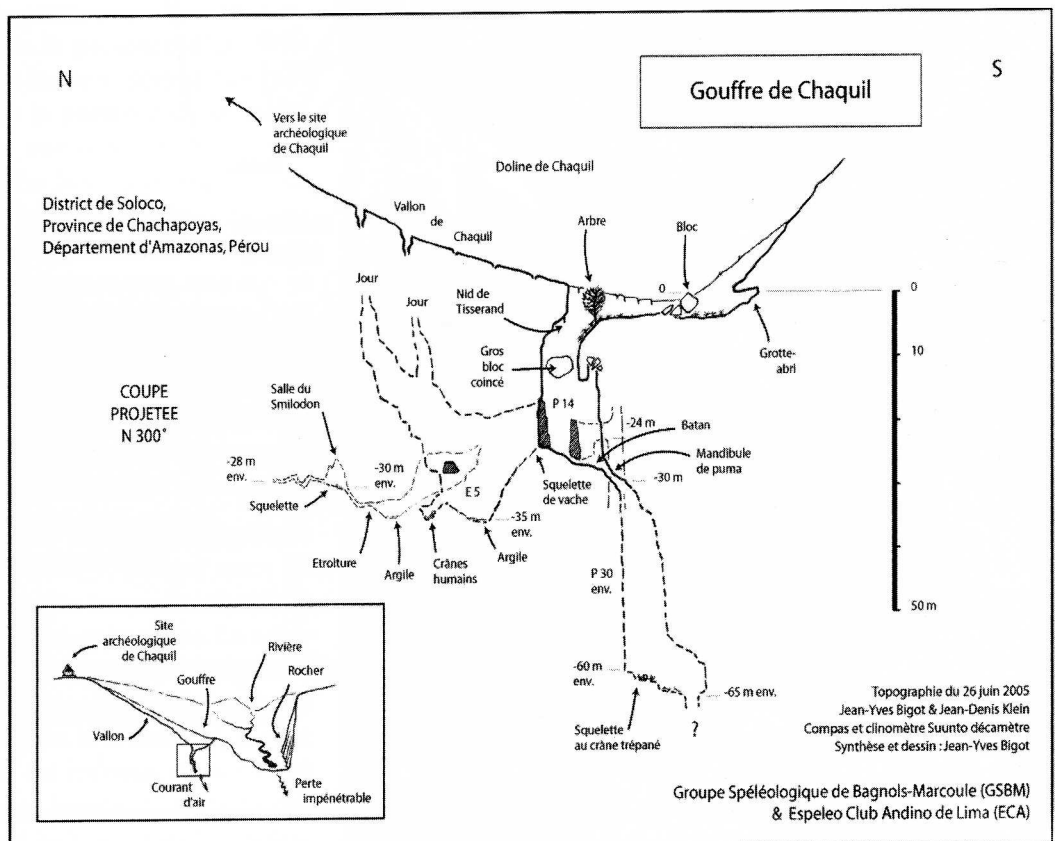 N
S
Gouffre de Chaquil
Vers le site
archéologique
de Chaquil
Doline de Chaquil
District de Soloco,
Province de Chachapoyas,
Département d'Amazonas, Pérou
Vallon
de
Chaquil
Arbre
Bloc
Jour
Jour
Nid de
Tisserand
0
0
10
50 m
Grotte-
abri
Gros
bloc
coincé
COUPE
PROJETEE
N 300°
Salle du
Smilodon
P 14
-24 m
Batan
Mandibule
de puma
-28 m
env.
-30 m
env.
-30 m
Squelette
E 5
Squelette
de vache
-35 m
env.
Etroiture
Argile
Crânes
humains
Argile
P 30
env.
-60 m
env.
-65 m env.
?
Squelette
au crâne trépané
Site
archéologique
de Chaquil
Rivière
Gouffre
Rocher
Vallon
Courant
d'air
Perte
impénétrable
Topographie du 26 juin 2005
Jean-Yves Bigot & Jean-Denis Klein
Compas et clinomètre Suunto décamètre
Synthèse et dessin : Jean-Yves Bigot
Groupe Spéléologique de Bagnols-Marcoule (GSBM)
& Espeleo Club Andino de Lima (ECA)